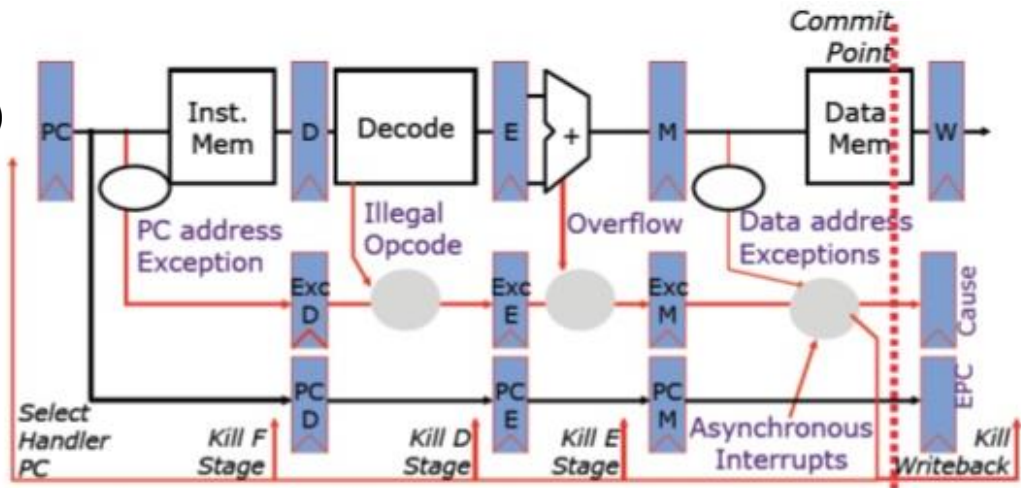 Commit
Point
PC
Inst.
Mem
D
Decode
E
+
M
Data
Mem
W
PC address
Exception
Illegal
Opcode
Overflow
Data address
Exceptions
Exc
D
Exc
E
Exc
M
Cause
PC
D
PC
E
PC
M
EPC
Select
Handler
PC
Kill F
Stage
Kill D
Stage
Kill E
Stage
Asynchronous
Interrupts
Kill
Writeback